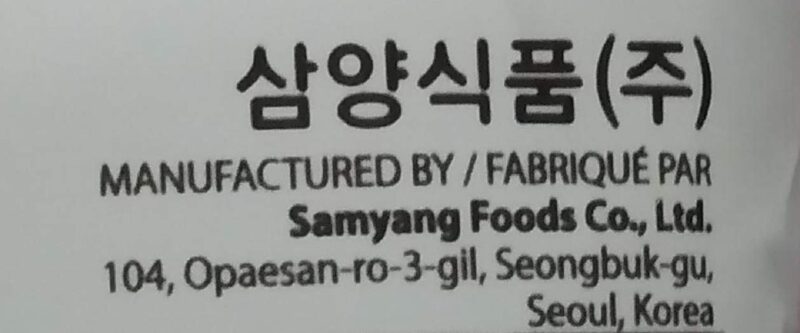 삼양식품(주)
MANUFACTURED BY / FABRIQUÉ PAR
Samyang Foods Co., Ltd.
104, Opaesan-ro-3-gil, Seongbuk-gu,
Seoul, Korea